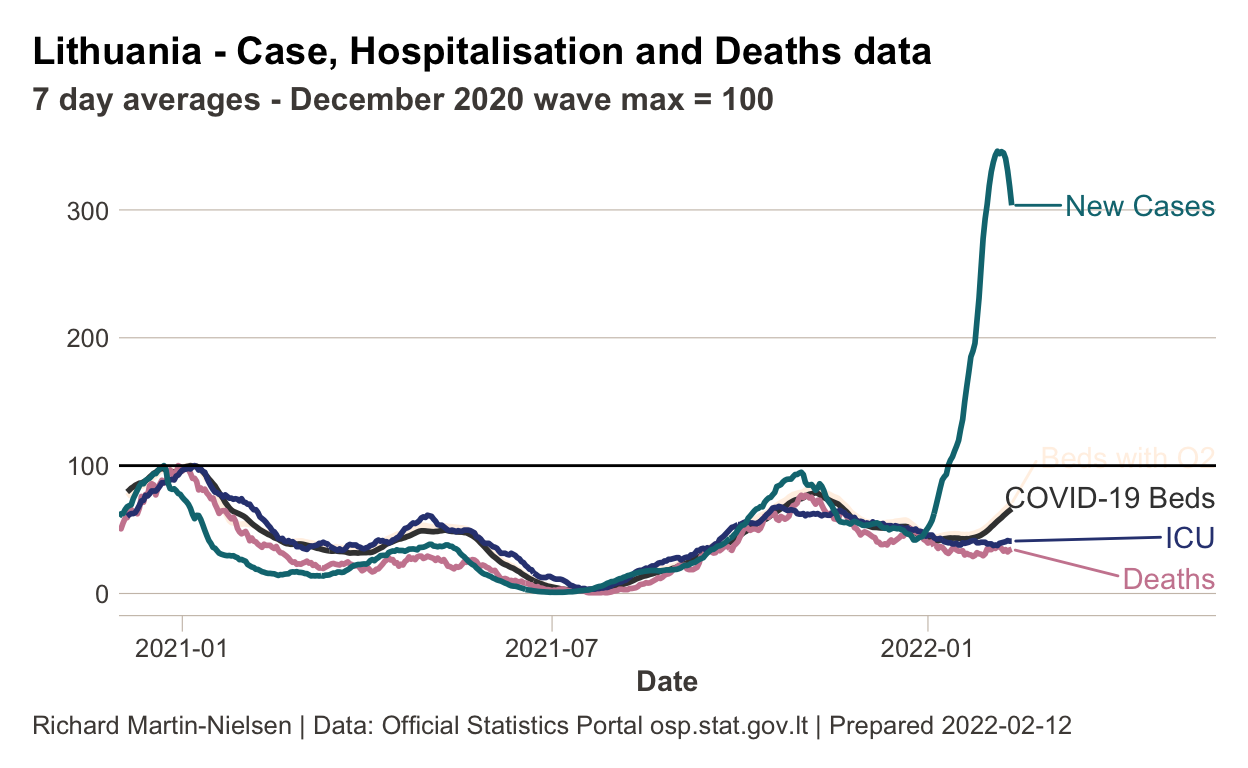 Lithuania - Case, Hospitalisation and Deaths data
7 day averages - December 2020 wave max = 100
300
200
100
0
New Cases
Beds with O2
COVID-19 Beds
ICU
Deaths
2021-01
2021-07
2022-01
Date
Richard Martin-Nielsen | Data: Official Statistics Portal osp.stat.gov.lt | Prepared 2022-02-12